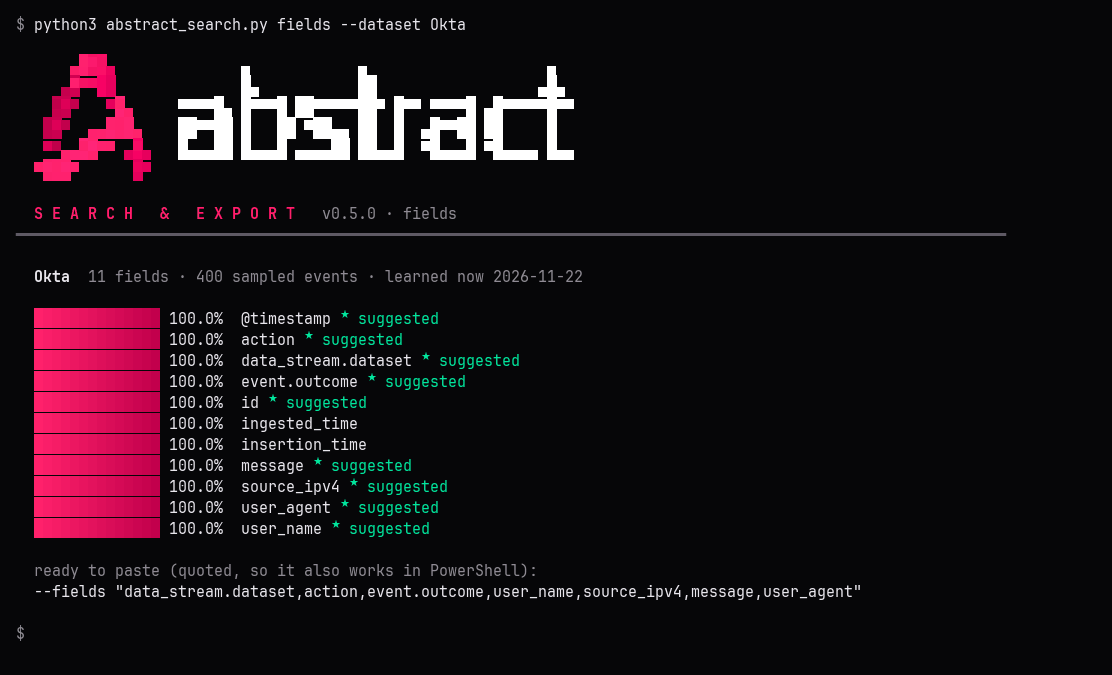 $ python3 abstract_search.py fields --dataset Okta
abstract
SEARCH & EXPORT v0.5.0 · fields
Okta 11 fields · 400 sampled events · learned now 2026-11-22
100.0% @timestamp * suggested
100.0% action * suggested
100.0% data_stream.dataset * suggested
100.0% event.outcome * suggested
100.0% id * suggested
100.0% ingested_time
100.0% insertion_time
100.0% message * suggested
100.0% source_ipv4 * suggested
100.0% user_agent * suggested
100.0% user_name * suggested
ready to paste (quoted, so it also works in PowerShell):
--fields "data_stream.dataset,action,event.outcome,user_name,source_ipv4,message,user_agent"
$